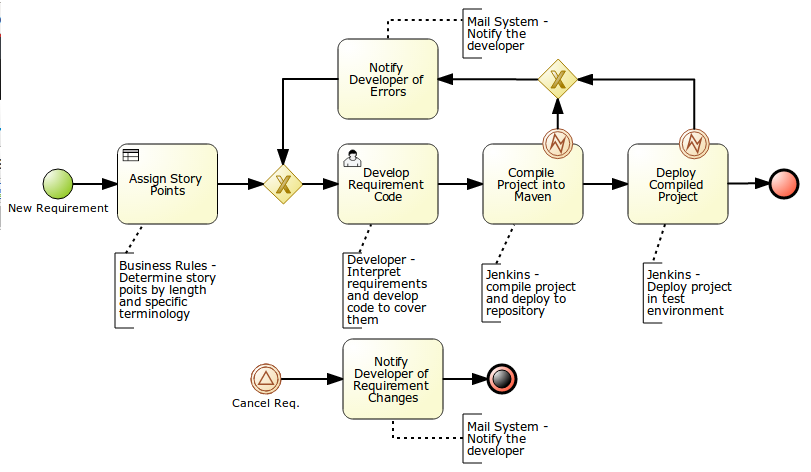 Mail System -
Notify the
developer
Notify
Developer of
Errors
X
Assign Story
Points
X
Develop
Requirement
Code
Compile
Project into
Maven
Deploy
Compiled
Project
New Requirement
Business Rules -
Determine story
poits by length
and specific
terminology
Developer -
Interpret
requirements
and develop
code to cover
them
Jenkins -
compile project
and deploy to
repository
Jenkins -
Deploy project
in test
environment
Notify
Developer of
Requirement
Changes
Cancel Req.
Mail System -
Notify the
developer